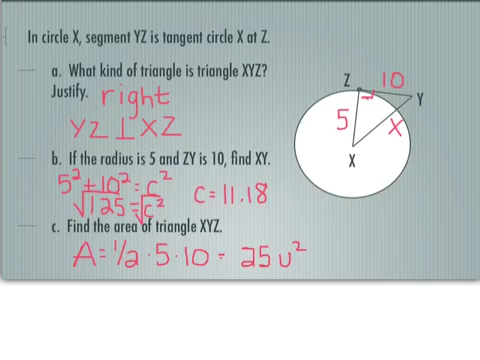 In circle X, segment YZ is tangent circle X at Z.
a. What kind of triangle is triangle XYZ?
Justify. right
YZ ⊥ XZ
b. If the radius is 5 and ZY is 10, find XY.
5² + 10² = c²
√125 = √c² c = 11.18
c. Find the area of triangle XYZ.
A = 1/2 · 5 · 10 = 25 u²
Z 10
Y
5 x
X